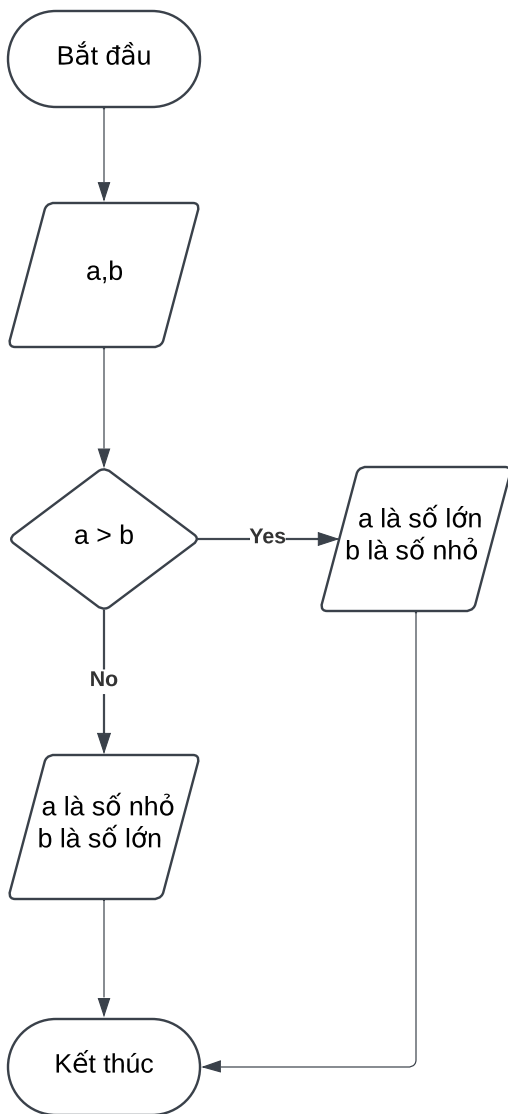 Bắt đầu
a,b
a > b
Yes
a là số lớn
b là số nhỏ
No
a là số nhỏ
b là số lớn
Kết thúc